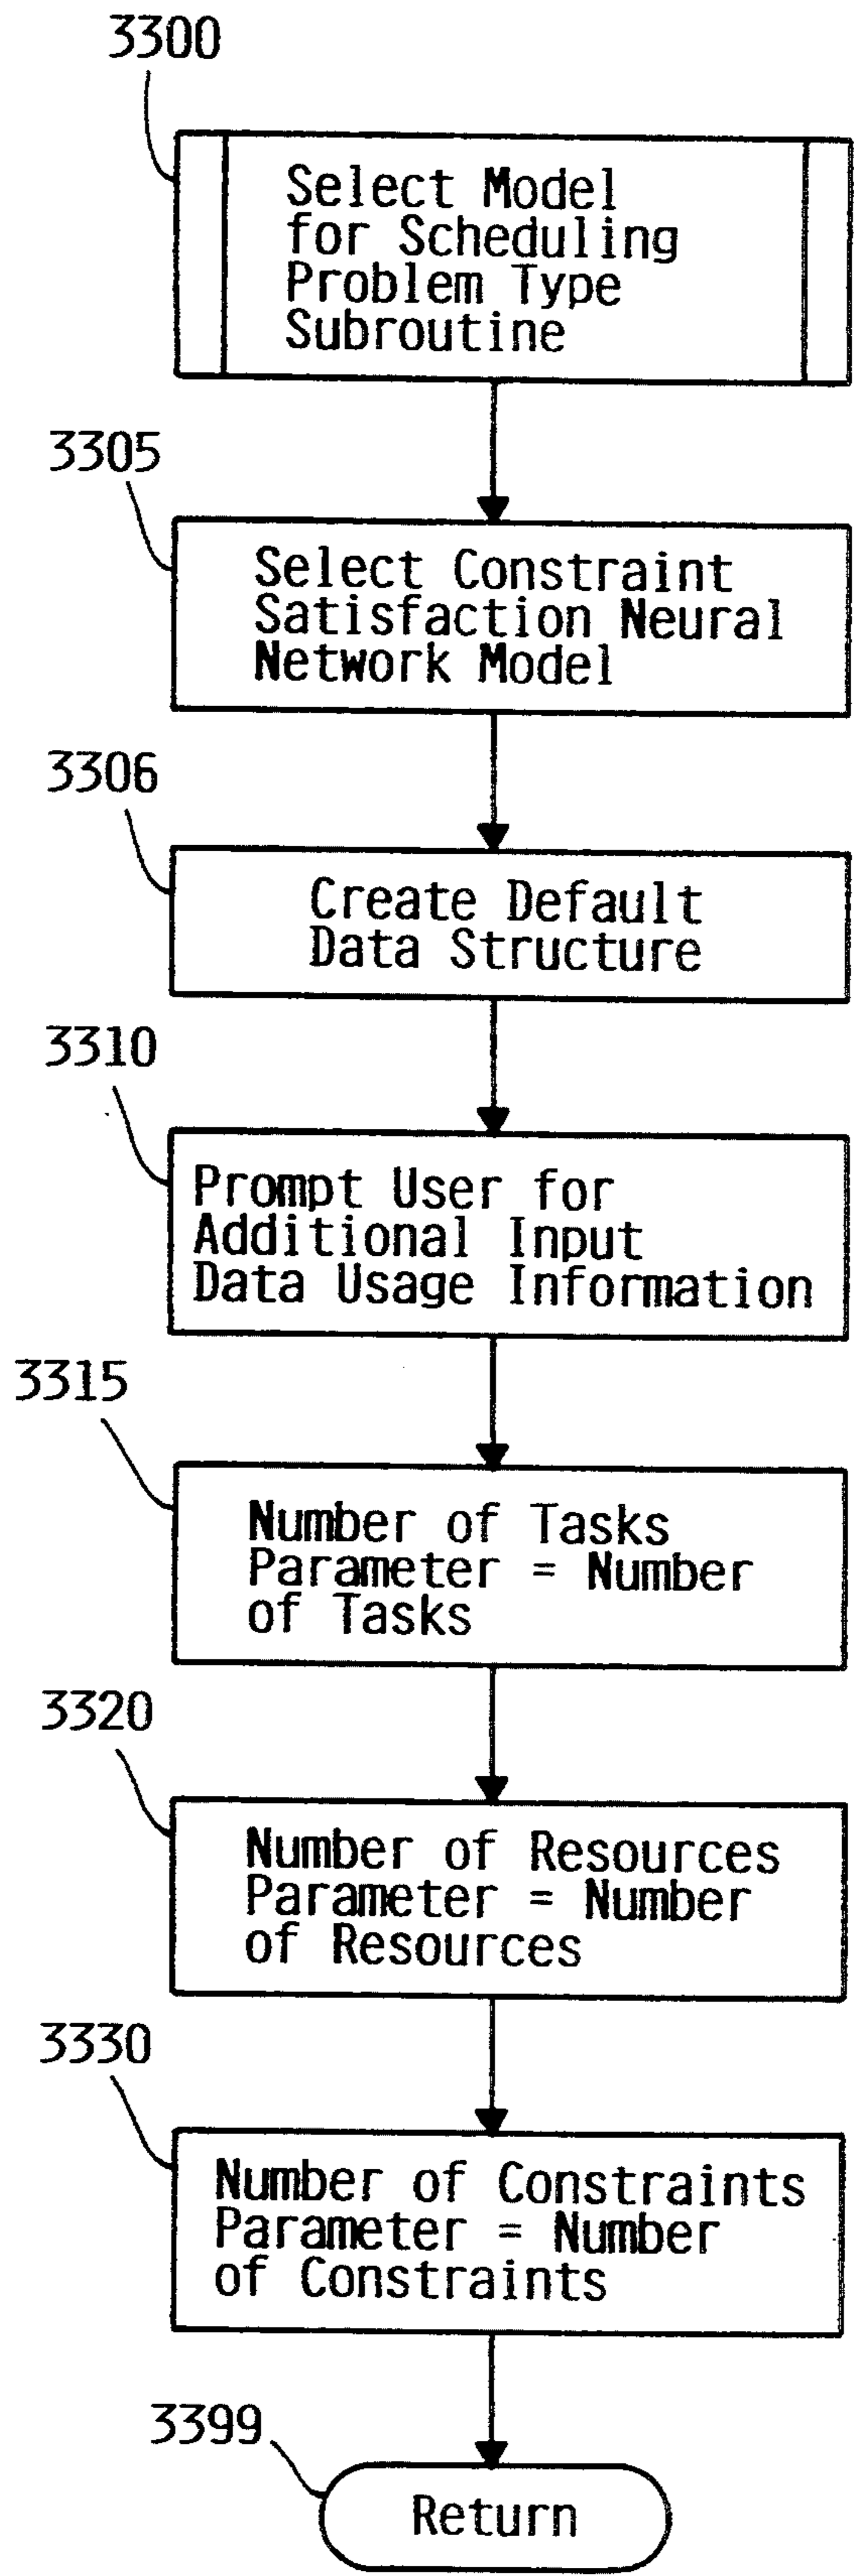 3300
Select Model
for Scheduling
Problem Type
Subroutine
3305
Select Constraint
Satisfaction Neural
Network Model
3306
Create Default
Data Structure
3310
Prompt User for
Additional Input
Data Usage Information
3315
Number of Tasks
Parameter = Number
of Tasks
3320
Number of Resources
Parameter = Number
of Resources
3330
Number of Constraints
Parameter = Number
of Constraints
3399
Return